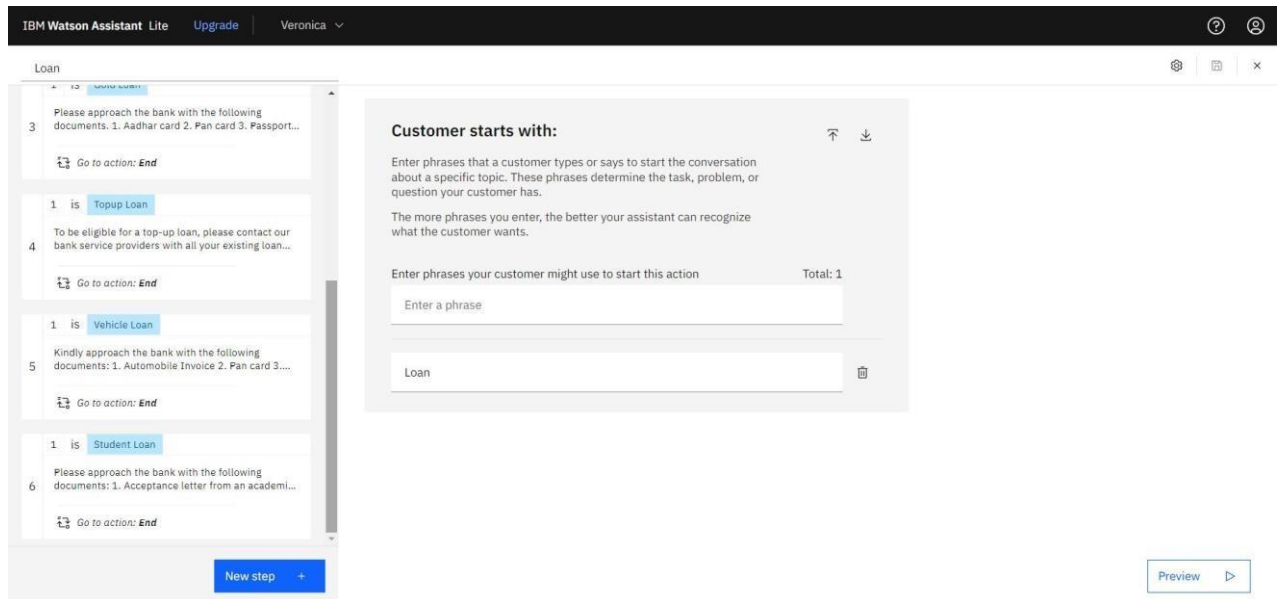 IBM Watson Assistant Lite Upgrade Veronica
Loan
1 is Gold Loan
3
Please approach the bank with the following
documents. 1. Aadhar card 2. Pan card 3. Passport...
Go to action: End
1 is Topup Loan
4
To be eligible for a top-up loan, please contact our
bank service providers with all your existing loan...
Go to action: End
1 is Vehicle Loan
5
Kindly approach the bank with the following
documents: 1. Automobile Invoice 2. Pan card 3....
Go to action: End
1 is Student Loan
6
Please approach the bank with the following
documents: 1. Acceptance letter from an academi...
Go to action: End
New step +
Customer starts with:
Enter phrases that a customer types or says to start the conversation
about a specific topic. These phrases determine the task, problem, or
question your customer has.
The more phrases you enter, the better your assistant can recognize
what the customer wants.
Enter phrases your customer might use to start this action Total: 1
Enter a phrase
Loan
Preview